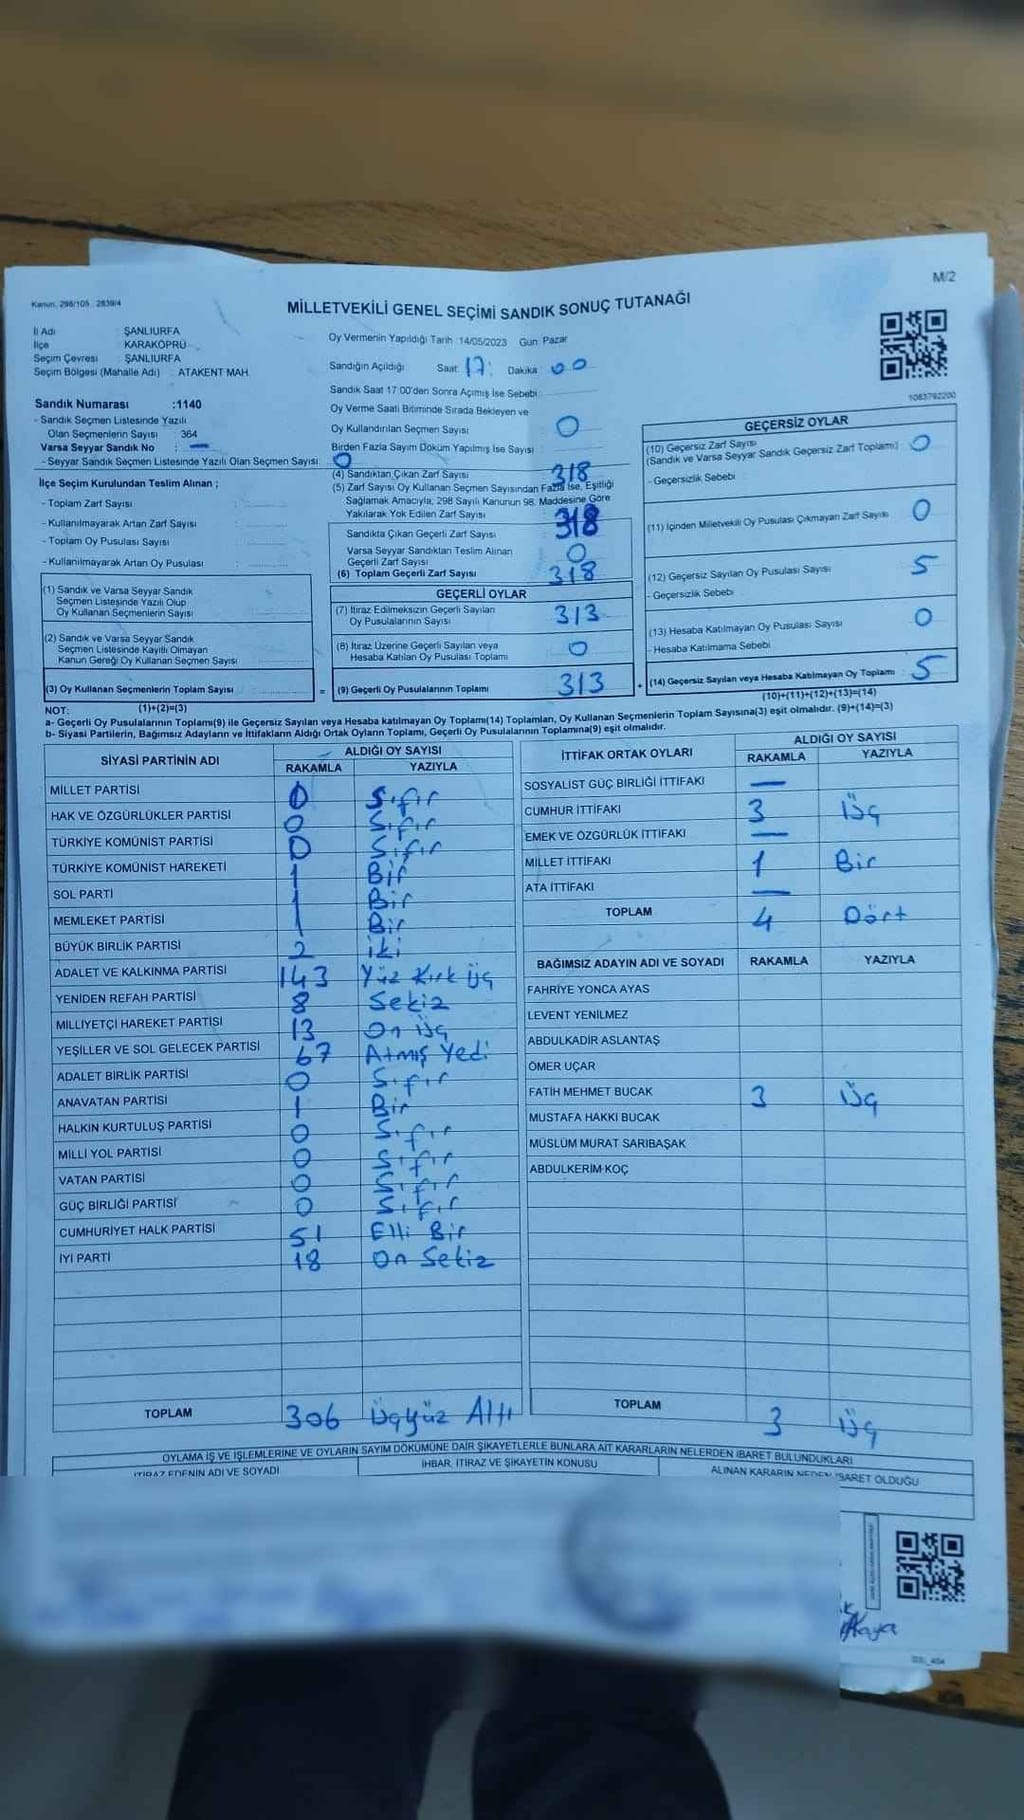 M/2
Kanun, 298/105 , 2839/4
MİLLETVEKİLİ GENEL SEÇİMİ SANDIK SONUÇ TUTANAĞI
İl Adı : ŞANLIURFA
İlçe : KARAKÖPRÜ
Seçim Çevresi : ŞANLIURFA
Seçim Bölgesi (Mahalle Adı) : ATAKENT MAH.
Oy Vermenin Yapıldığı Tarih :14/05/2023 Gün: Pazar
Sandığın Açıldığı Saat: 17: Dakika: 00
Sandık Saat 17:00'den Sonra Açımış İse Sebebi:
Oy Verme Saati Bitiminde Sırada Bekleyen ve
Oy Kullandırılan Seçmen Sayısı 0
Birden Fazla Sayım Döküm Yapılmış İse Sayısı
1083792200
Sandık Numarası :1140
- Sandık Seçmen Listesinde Yazılı
Olan Seçmenlerin Sayısı : 364
Varsa Seyyar Sandık No : —
- Seyyar Sandık Seçmen Listesinde Yazılı Olan Seçmen Sayısı: 0
İlçe Seçim Kurulundan Teslim Alınan ;
- Toplam Zarf Sayısı :
- Kullanılmayarak Artan Zarf Sayısı :
- Toplam Oy Pusulası Sayısı :
- Kullanılmayarak Artan Oy Pusulası :
(4) Sandıktan Çıkan Zarf Sayısı 318
(5) Zarf Sayısı Oy Kullanan Seçmen Sayısından Fazla İse, Eşitliği
Sağlamak Amacıyla, 298 Sayılı Kanunun 98. Maddesine Göre
Yakılarak Yok Edilen Zarf Sayısı
Sandıkta Çıkan Geçerli Zarf Sayısı 318
Varsa Seyyar Sandıktan Teslim Alınan
Geçerli Zarf Sayısı 0
(6) Toplam Geçerli Zarf Sayısı 318
GEÇERSİZ OYLAR
(10) Geçersiz Zarf Sayısı
(Sandık ve Varsa Seyyar Sandık Geçersiz Zarf Toplamı) 0
- Geçersizlik Sebebi :
(11) İçinden Milletvekili Oy Pusulası Çıkmayan Zarf Sayısı 0
(12) Geçersiz Sayılan Oy Pusulası Sayısı 5
- Geçersizlik Sebebi
(13) Hesaba Katılmayan Oy Pusulası Sayısı 0
- Hesaba Katılmama Sebebi
(14) Geçersiz Sayılan veya Hesaba Katılmayan Oy Toplamı 5
(10)+(11)+(12)+(13)=(14)
(1) Sandık ve Varsa Seyyar Sandık
Seçmen Listesinde Yazılı Olup
Oy Kullanan Seçmenlerin Sayısı
(2) Sandık ve Varsa Seyyar Sandık
Seçmen Listesinde Kayıtlı Olmayan
Kanun Gereği Oy Kullanan Seçmen Sayısı
(3) Oy Kullanan Seçmenlerin Toplam Sayısı
(1)+(2)=(3)
GEÇERLİ OYLAR
(7) İtiraz Edilmeksizin Geçerli Sayılan
Oy Pusulalarının Sayısı 313
(8) İtiraz Üzerine Geçerli Sayılan veya
Hesaba Katılan Oy Pusulası Toplamı 0
= (9) Geçerli Oy Pusulalarının Toplamı 313 +
NOT:
a- Geçerli Oy Pusulaları Toplamı(9) ile Geçersiz Sayılan veya Hesaba katılmayan Oy Toplamı(14) Toplamları, Oy Kullanan Seçmenlerin Toplam Sayısına(3) eşit olmalıdır. (9)+(14)=(3)
b- Siyasi Partilerin, Bağımsız Adayların ve İttifakların Aldığı Ortak Oyların Toplamı, Geçerli Oy Pusulalarının Toplamına(9) eşit olmalıdır.
SİYASİ PARTİNİN ADI ALDIĞI OY SAYISI
RAKAMLA YAZIYLA
MİLLET PARTİSİ 0 Sıfır
HAK VE ÖZGÜRLÜKLER PARTİSİ 0 Sıfır
TÜRKİYE KOMÜNİST PARTİSİ 0 Sıfır
TÜRKİYE KOMÜNİST HAREKETİ 1 Bir
SOL PARTİ 1 Bir
MEMLEKET PARTİSİ 1 Bir
BÜYÜK BİRLİK PARTİSİ 2 iki
ADALET VE KALKINMA PARTİSİ 143 Yüz Kırk Üç
YENİDEN REFAH PARTİSİ 8 Sekiz
MİLLİYETÇİ HAREKET PARTİSİ 13 On Üç
YEŞİLLER VE SOL GELECEK PARTİSİ 67 Atmış Yedi
ADALET BİRLİK PARTİSİ 0 Sıfır
ANAVATAN PARTİSİ 1 Bir
HALKIN KURTULUŞ PARTİSİ 0 Sıfır
MİLLİ YOL PARTİSİ 0 Sıfır
VATAN PARTİSİ 0 Sıfır
GÜÇ BİRLİĞİ PARTİSİ 0 Sıfır
CUMHURİYET HALK PARTİSİ 51 Elli Bir
İYİ PARTİ 18 On Sekiz
TOPLAM 306 Üçyüz Altı
İTTİFAK ORTAK OYLARI ALDIĞI OY SAYISI
RAKAMLA YAZIYLA
SOSYALİST GÜÇ BİRLİĞİ İTTİFAKI —
CUMHUR İTTİFAKI 3 Üç
EMEK VE ÖZGÜRLÜK İTTİFAKI —
MİLLET İTTİFAKI 1 Bir
ATA İTTİFAKI —
TOPLAM 4 Dört
BAĞIMSIZ ADAYIN ADI VE SOYADI RAKAMLA YAZIYLA
FAHRİYE YONCA AYAS
LEVENT YENİLMEZ
ABDULKADİR ASLANTAŞ
ÖMER UÇAR
FATİH MEHMET BUCAK 3 Üç
MUSTAFA HAKKI BUCAK
MÜSLÜM MURAT SARIBAŞAK
ABDULKERİM KOÇ
TOPLAM 3 Üç
OYLAMA İŞ VE İŞLEMLERİNE VE OYLARIN SAYIM DÖKÜMÜNE DAİR ŞİKAYETLERLE BUNLARA AİT KARARLARIN NELERDEN İBARET BULUNDUKLARI
İTİRAZ EDENİN ADI VE SOYADI İHBAR, İTİRAZ VE ŞİKAYETİN KONUSU ALINAN KARARIN NEDEN İBARET OLDUĞU
Kaya